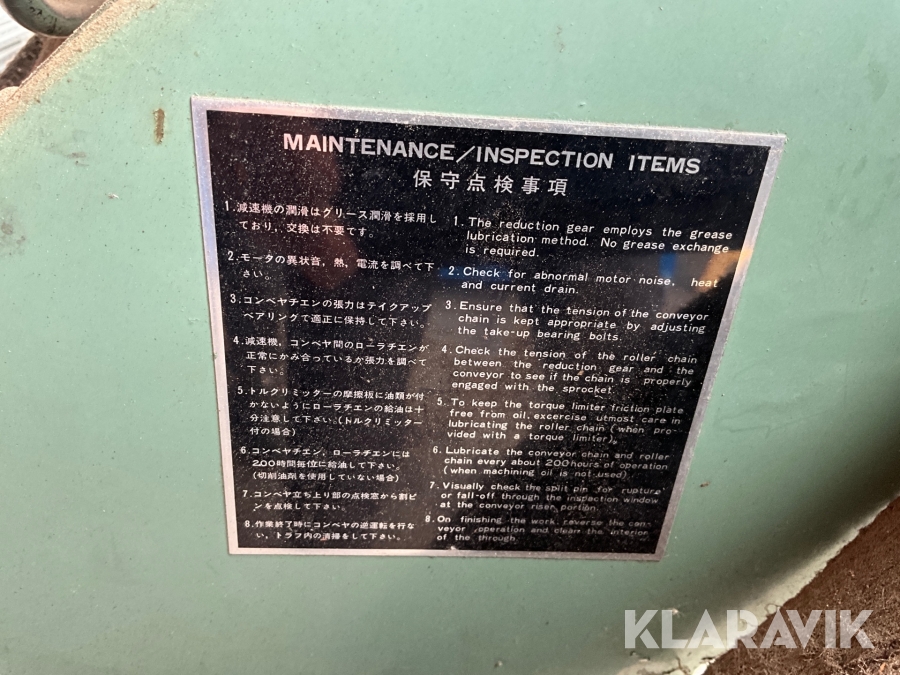 MAINTENANCE/INSPECTION ITEMS
保守点検事項
1.減速機の潤滑はグリース潤滑を採用し
ており，交換は不要です．
2.モータの異状音，熱，電流を調べて下
さい。
3.コンベヤチエンの張力はテイクアップ
ベアリングで適正に保持して下さい。
4.減速機，コンベヤ間のローラチエンが
正常にかみ合っているか張力を調べて
下さい
5.トルクリミッターの摩擦板に油類が付
かないようにローラチエンの給油は十
分注意して下さい(トルクリミッター
付の場合)
6.コンベヤチエン，ローラチエンには
200時間毎位に給油して下さい。
(切削油剤を使用していない場合)
7.コンベヤ立ち上り部の点検窓から割ピ
ンを点検して下さい。
8.作業終了時にコンベヤの逆運転を行な
い，トラフ内の清掃をして下さい。
1. The reduction gear employs the grease
lubrication method. No grease exchange
is required.
2. Check for abnormal motor noise, heat
and current drain.
3. Ensure that the tension of the conveyor
chain is kept appropriate by adjusting
the take-up bearing bolts.
4. Check the tension of the roller chain
between the reduction gear and the
conveyor to see if the chain is properly
engaged with the sprocket.
5. To keep the torque limiter friction plate
free from oil, excercise utmost care in
lubricating the roller chain (when pro-
vided with a torque limiter).
6. Lubricate the conveyor chain and roller
chain every about 200 hours of operation
(when machining oil is not used)
7. Visually check the split pin for rupture
or fall-off through the inspection window
at the conveyor riser portion.
8. On finishing the work, reverse the con-
veyor operation and clean the interior
of the through.
KLARAVIK